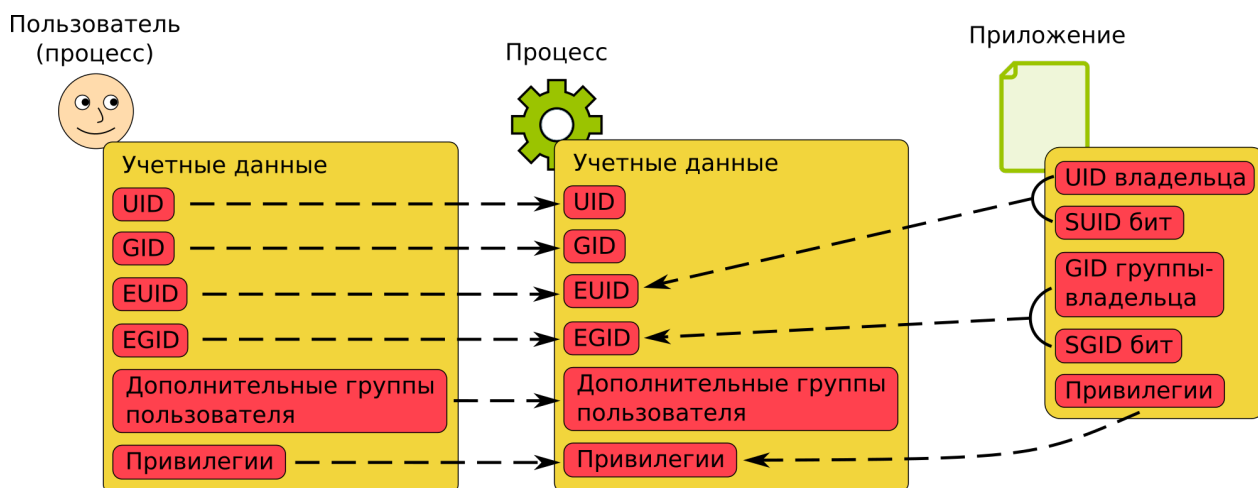 Пользователь
(процесс)
Учетные данные
UID
GID
EUID
EGID
Дополнительные группы
пользователя
Привилегии
Процесс
Учетные данные
UID
GID
EUID
EGID
Дополнительные группы
пользователя
Привилегии
Приложение
UID владельца
SUID бит
GID группы-
владельца
SGID бит
Привилегии